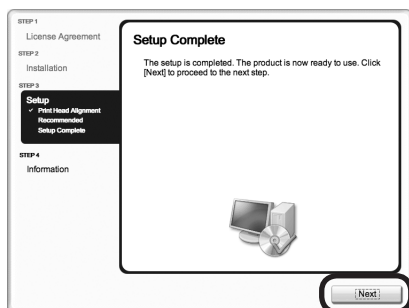 STEP 1
License Agreement
STEP 2
Installation
STEP 3
Setup
✓ Print Head Alignment
Recommended
Setup Complete
STEP 4
Information
Setup Complete
The setup is completed. The product is now ready to use. Click
[Next] to proceed to the next step.
Next